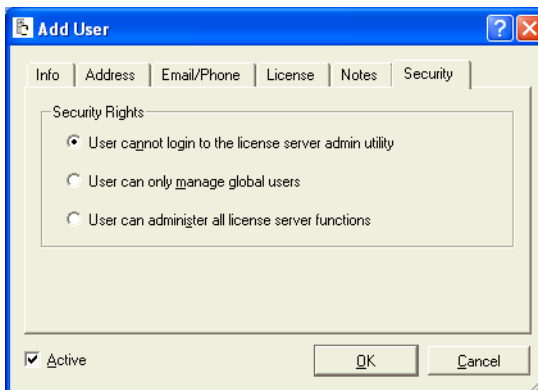 Add User
Info Address Email/Phone License Notes Security
Security Rights
User cannot login to the license server admin utility
User can only manage global users
User can administer all license server functions
Active OK Cancel